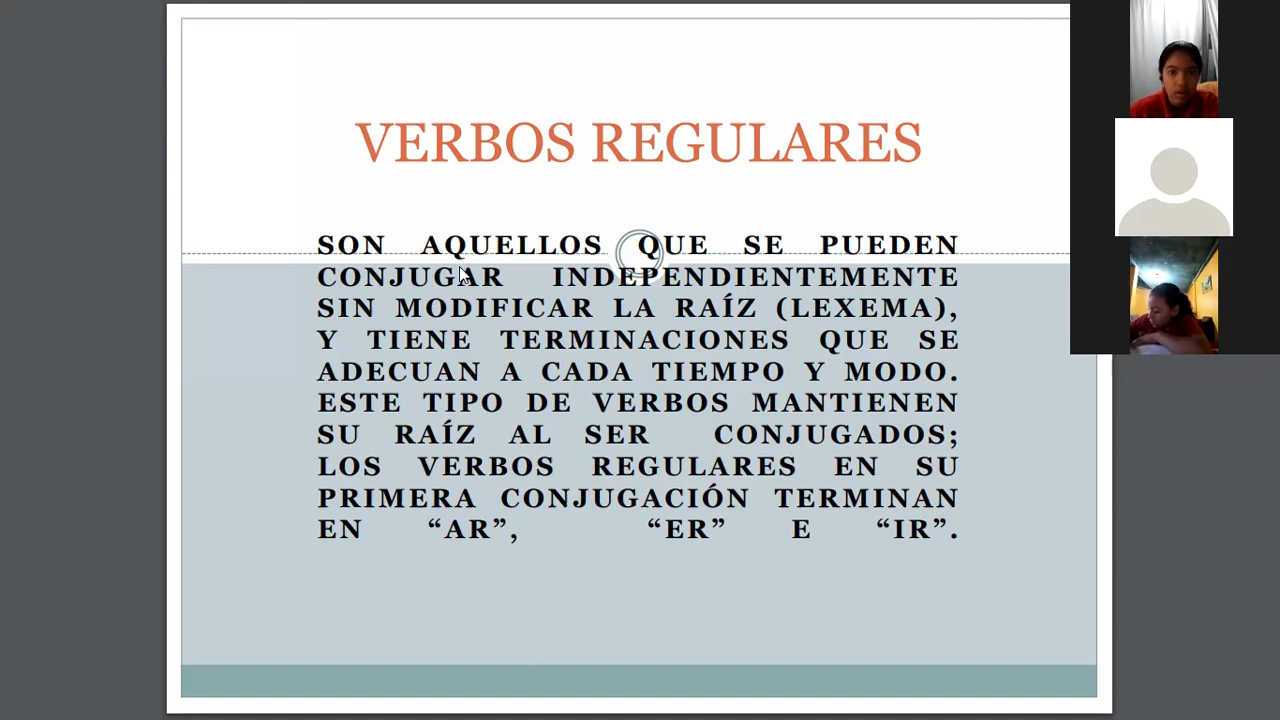 VERBOS REGULARES
SON AQUELLOS QUE SE PUEDEN
CONJUGAR INDEPENDIENTEMENTE
SIN MODIFICAR LA RAÍZ (LEXEMA),
Y TIENE TERMINACIONES QUE SE
ADECUAN A CADA TIEMPO Y MODO.
ESTE TIPO DE VERBOS MANTIENEN
SU RAÍZ AL SER CONJUGADOS;
LOS VERBOS REGULARES EN SU
PRIMERA CONJUGACIÓN TERMINAN
EN “AR”, “ER” E “IR”.